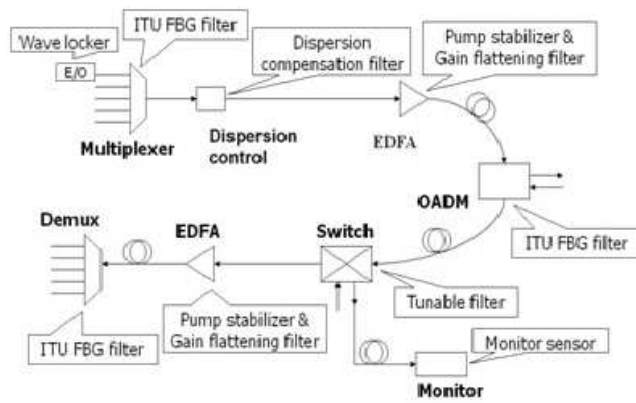 Wave locker
ITU FBG filter
E/O
Dispersion
compensation filter
Pump stabilizer &
Gain flattening filter
Multiplexer
Dispersion
control
EDFA
OADM
ITU FBG filter
Demux
EDFA
Switch
Tunable filter
ITU FBG filter
Pump stabilizer &
Gain flattening filter
Monitor sensor
Monitor